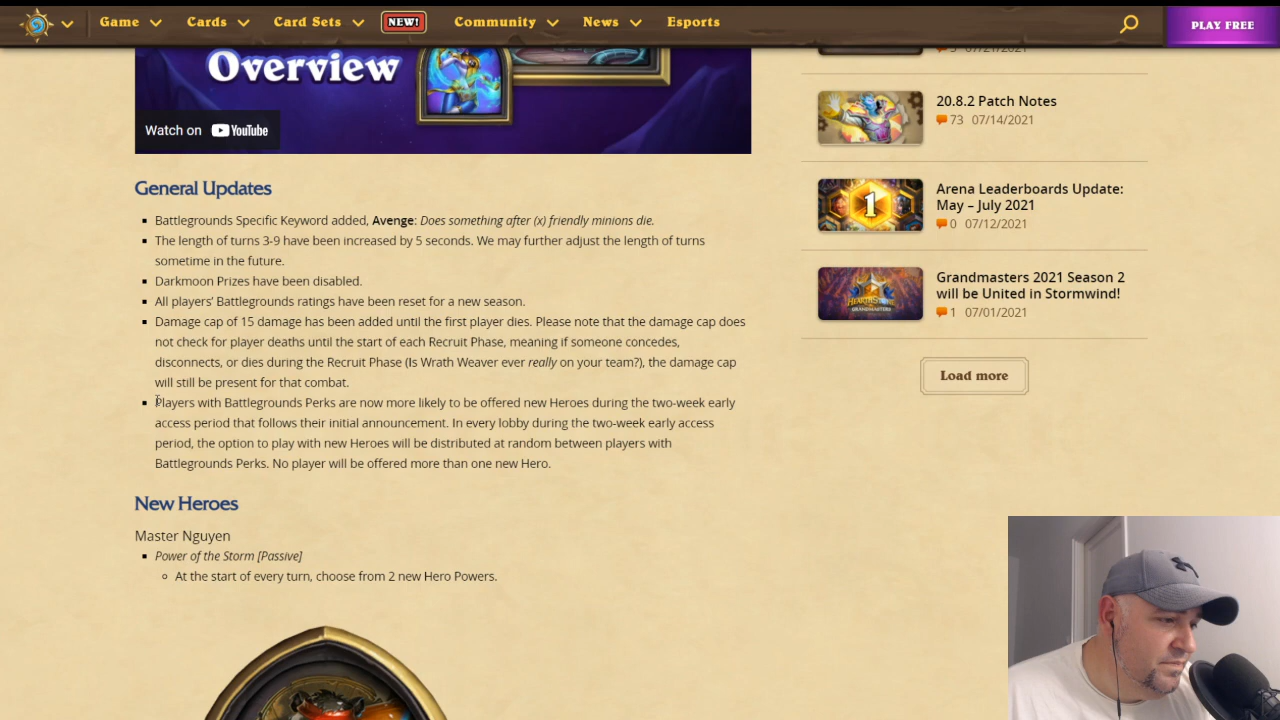 Game
Cards
Card Sets
NEW!
Community
News
Esports
PLAY FREE
Overview
Watch on YouTube
General Updates
Battlegrounds Specific Keyword added, Avenge: Does something after (x) friendly minions die.
The length of turns 3-9 have been increased by 5 seconds. We may further adjust the length of turns
sometime in the future.
Darkmoon Prizes have been disabled.
All players' Battlegrounds ratings have been reset for a new season.
Damage cap of 15 damage has been added until the first player dies. Please note that the damage cap does
not check for player deaths until the start of each Recruit Phase, meaning if someone concedes,
disconnects, or dies during the Recruit Phase (Is Wrath Weaver ever really on your team?), the damage cap
will still be present for that combat.
Players with Battlegrounds Perks are now more likely to be offered new Heroes during the two-week early
access period that follows their initial announcement. In every lobby during the two-week early access
period, the option to play with new Heroes will be distributed at random between players with
Battlegrounds Perks. No player will be offered more than one new Hero.
New Heroes
Master Nguyen
Power of the Storm [Passive]
At the start of every turn, choose from 2 new Hero Powers.
5 07/21/2021
20.8.2 Patch Notes
73 07/14/2021
1
Arena Leaderboards Update:
May – July 2021
0 07/12/2021
HEARTHSTONE
GRANDMASTERS
Grandmasters 2021 Season 2
will be United in Stormwind!
1 07/01/2021
Load more